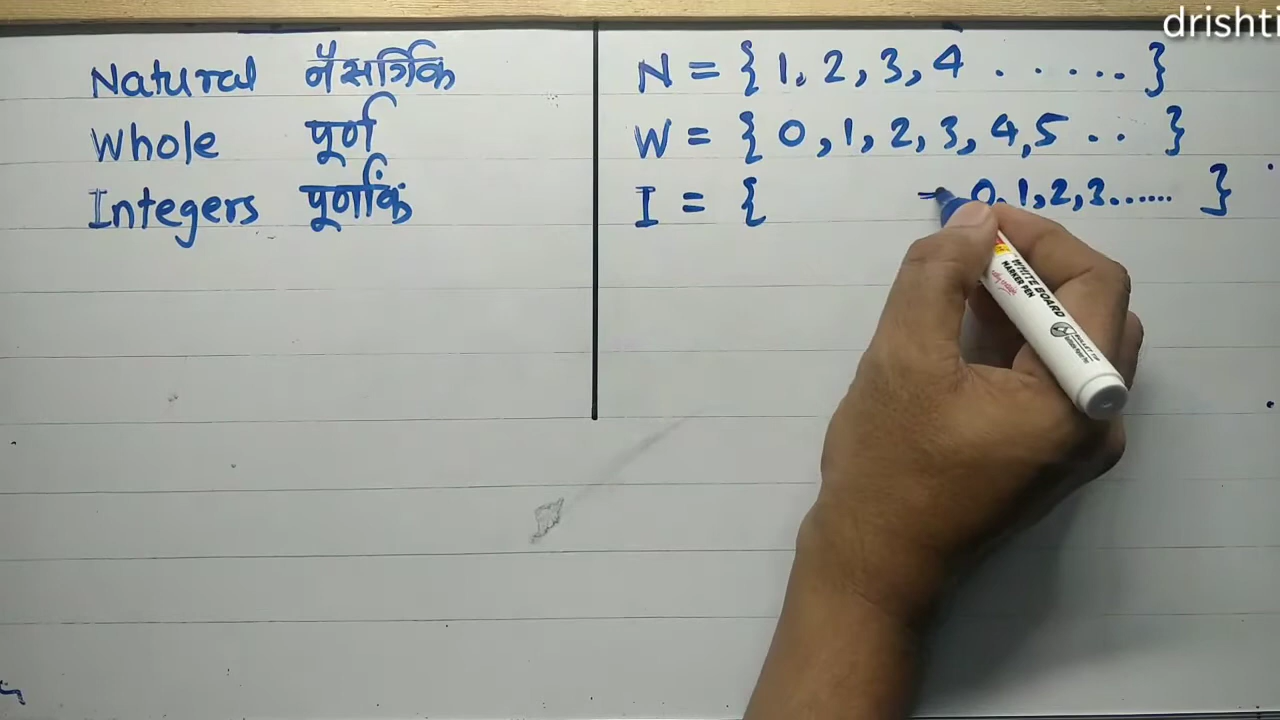 drishti
Natural नैसर्गिक N = { 1, 2, 3, 4 . . . . . . }
Whole पूर्ण W = { 0, 1, 2, 3, 4, 5 . . }
Integers पूर्णांक I = { - 0, 1, 2, 3 . . . . . . }
WHITE BOARD
MARKER PEN